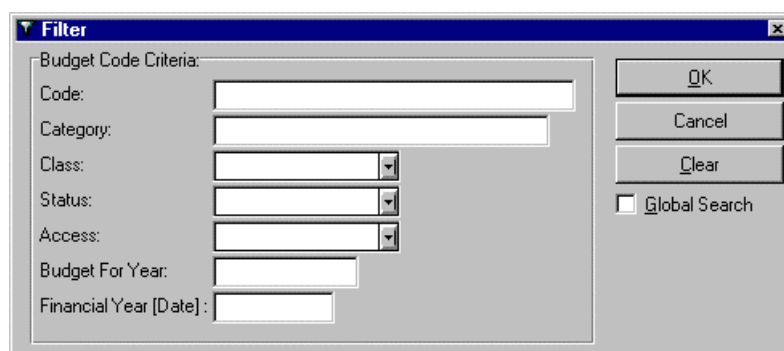 Filter
Budget Code Criteria:
Code:
OK
Category:
Cancel
Class:
Clear
Status:
Global Search
Access:
Budget For Year:
Financial Year [Date] :